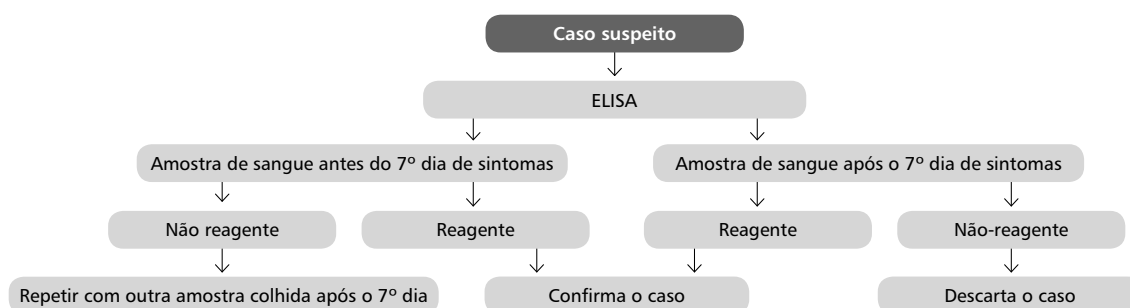 Caso suspeito
ELISA
Amostra de sangue antes do 7º dia de sintomas
Amostra de sangue após o 7º dia de sintomas
Não reagente
Reagente
Reagente
Não-reagente
Repetir com outra amostra colhida após o 7º dia
Confirma o caso
Descarta o caso